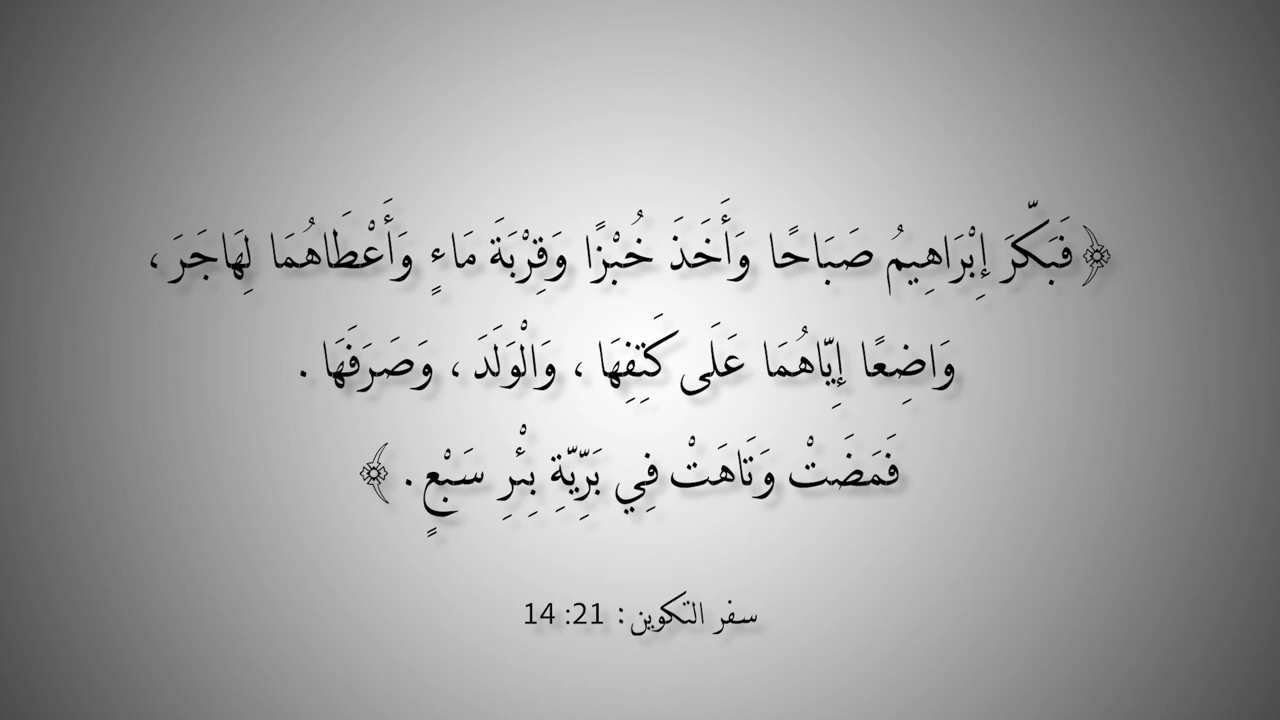 ﴿فَبَكَّرَ إِبْرَاهِيمُ صَبَاحًا وَأَخَذَ خُبْزًا وَقِرْبَةَ مَاءٍ وَأَعْطَاهُمَا لِهَاجَرَ ،
وَاضِعًا إِيَّاهُمَا عَلَى كَتِفِهَا ، وَالْوَلَدَ ، وَصَرَفَهَا .
فَمَضَتْ وَتَاهَتْ فِي بَرِّيَّةِ بِئْرِ سَبْعٍ . ﴾
سفر التكوين : 21: 14